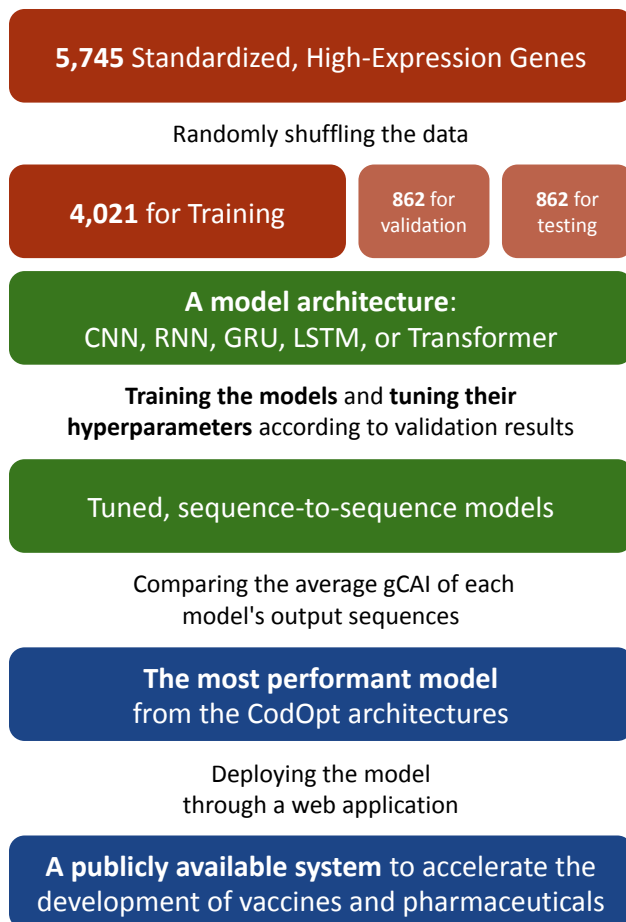 5,745 Standardized, High-Expression Genes
Randomly shuffling the data
4,021 for Training
862 for
validation
862 for
testing
A model architecture:
CNN, RNN, GRU, LSTM, or Transformer
Training the models and tuning their
hyperparameters according to validation results
Tuned, sequence-to-sequence models
Comparing the average gCAI of each
model's output sequences
The most performant model
from the CodOpt architectures
Deploying the model
through a web application
A publicly available system to accelerate the
development of vaccines and pharmaceuticals